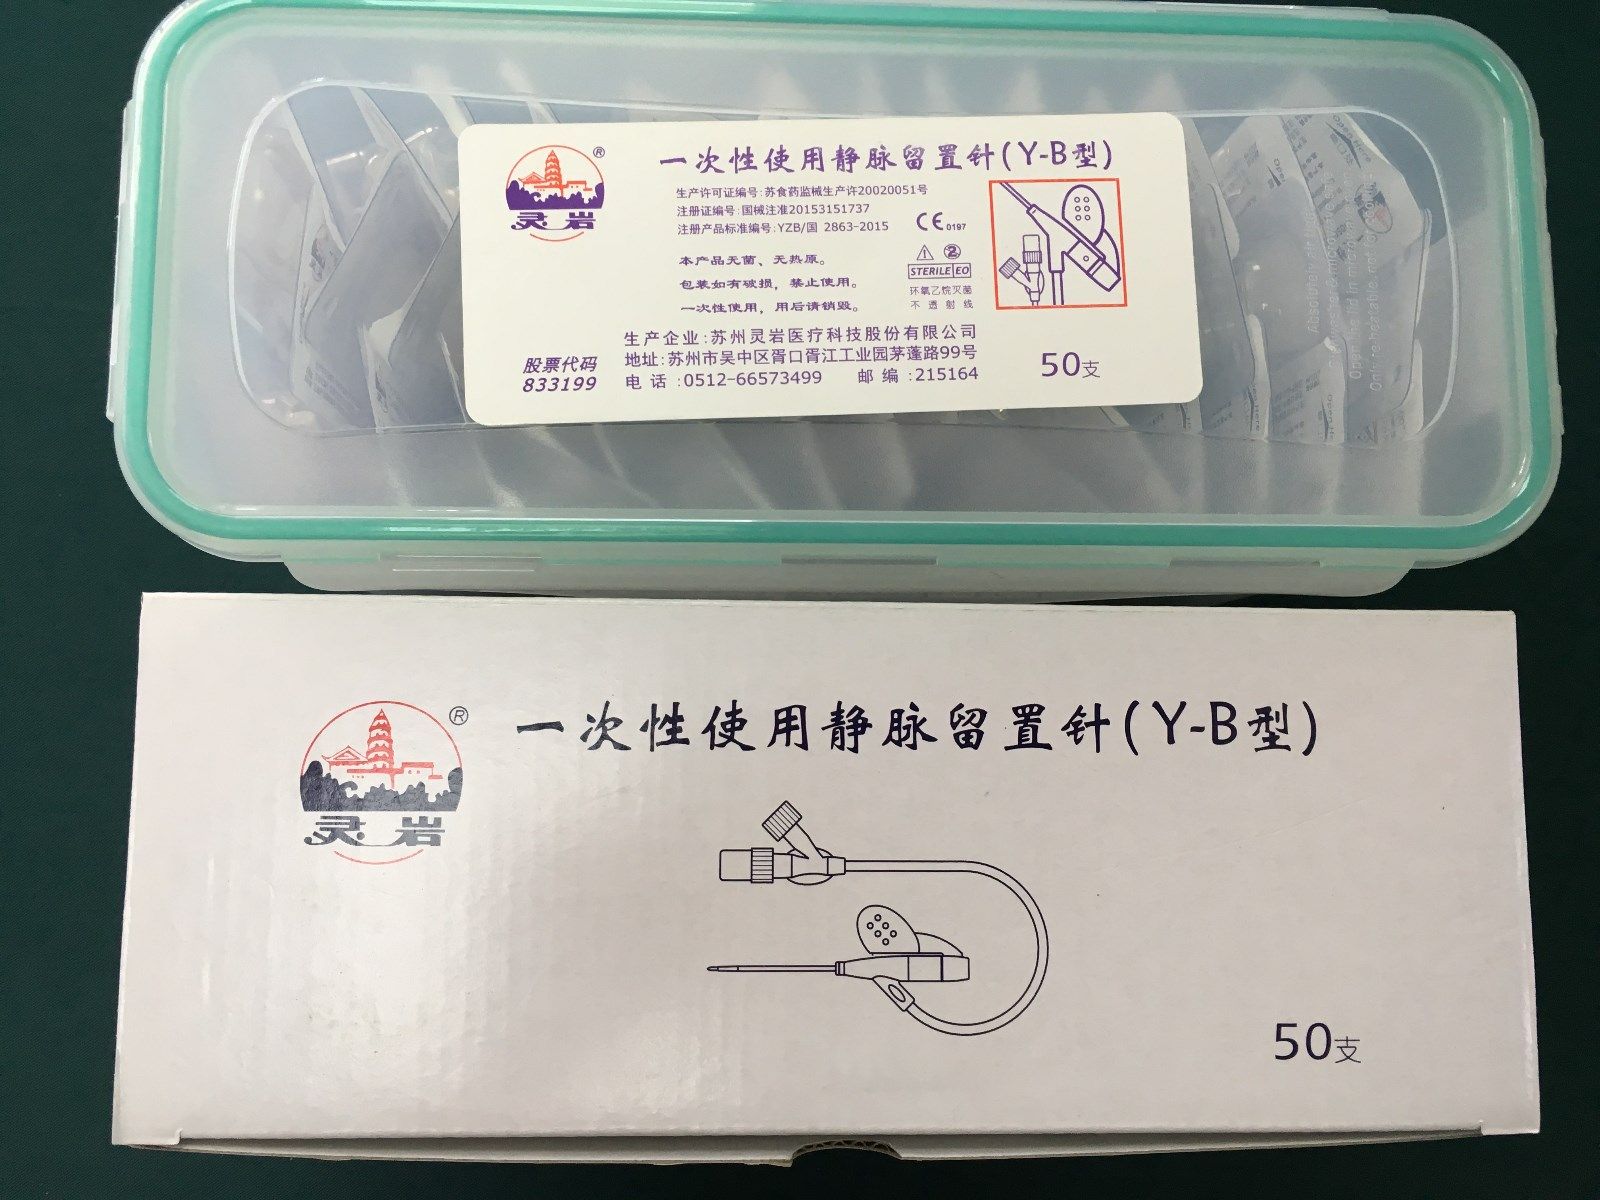 灵岩
®
一次性使用静脉留置针(Y-B型)
生产许可证编号:苏食药监械生产许20020051号
注册证编号:国械注准20153151737
注册产品标准编号:YZB/国 2863-2015
CE 0197
本产品无菌、无热原。
包装如有破损，禁止使用。
一次性使用，用后请销毁。
STERILE EO
环氧乙烷灭菌
不透射线
生产企业:苏州灵岩医疗科技股份有限公司
地址:苏州市吴中区胥口胥江工业园茅蓬路99号
电话:0512-66573499 邮编:215164
股票代码
833199
50支
灵岩
®
一次性使用静脉留置针(Y-B型)
50支